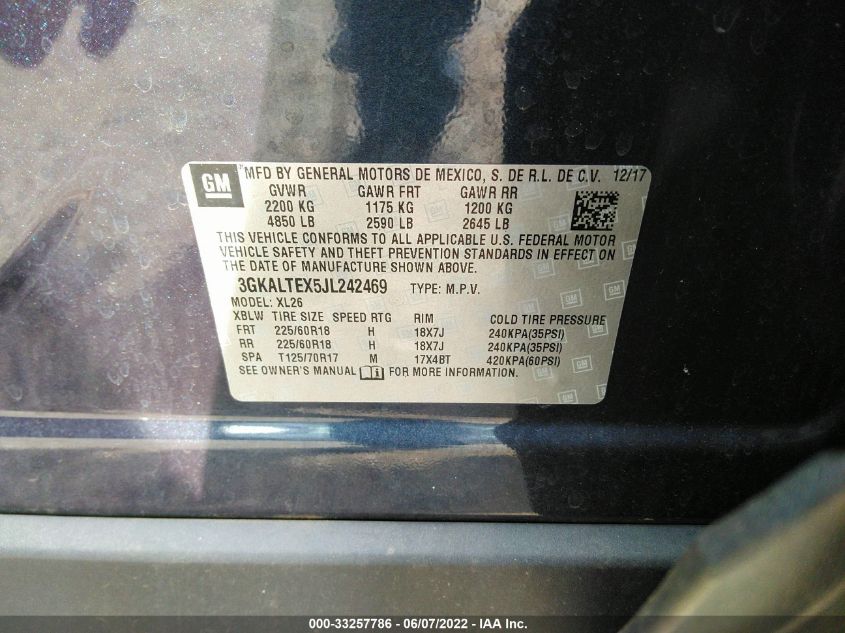 GM MFD BY GENERAL MOTORS DE MEXICO, S. DE R.L. DE C.V. 12/17
GVWR GAWR FRT GAWR RR
2200 KG 1175 KG 1200 KG
4850 LB 2590 LB 2645 LB
THIS VEHICLE CONFORMS TO ALL APPLICABLE U.S. FEDERAL MOTOR
VEHICLE SAFETY AND THEFT PREVENTION STANDARDS IN EFFECT ON
THE DATE OF MANUFACTURE SHOWN ABOVE.
3GKALTEX5JL242469 TYPE: M.P.V.
MODEL: XL26
XBLW TIRE SIZE SPEED RTG RIM COLD TIRE PRESSURE
FRT 225/60R18 H 18X7J 240KPA(35PSI)
RR 225/60R18 H 18X7J 240KPA(35PSI)
SPA T125/70R17 M 17X4BT 420KPA(60PSI)
SEE OWNER'S MANUAL FOR MORE INFORMATION.
000-33257786 - 06/07/2022 - IAA Inc.